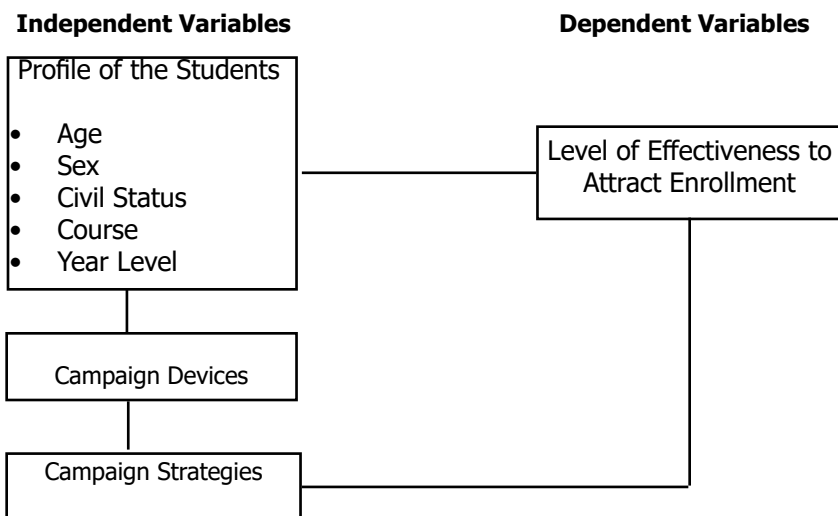 Independent Variables
Dependent Variables
Profile of the Students
• Age
• Sex
• Civil Status
• Course
• Year Level
Level of Effectiveness to
Attract Enrollment
Campaign Devices
Campaign Strategies